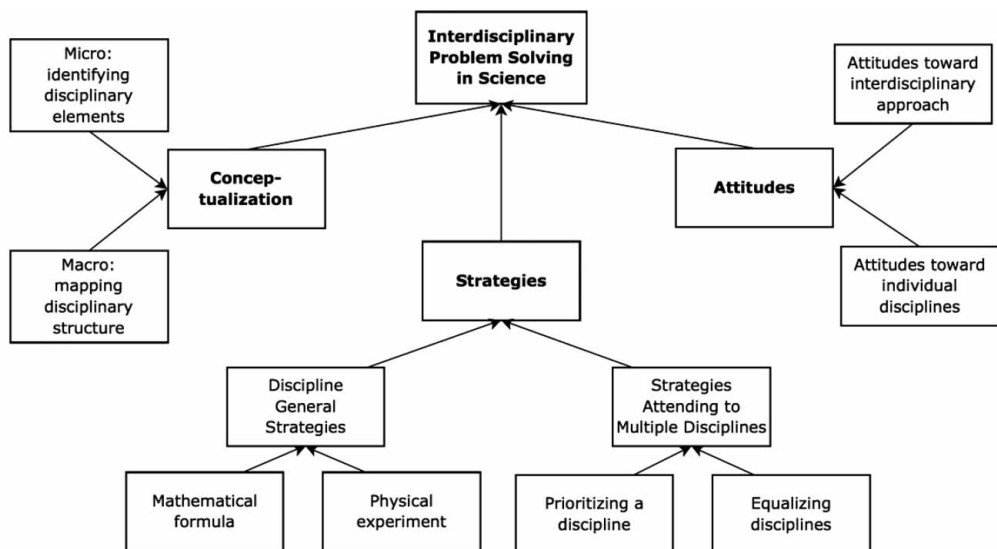 Interdisciplinary
Problem Solving
in Science
Micro:
identifying
disciplinary
elements
Attitudes toward
interdisciplinary
approach
Concep-
tualization
Attitudes
Macro:
mapping
disciplinary
structure
Strategies
Attitudes toward
individual
disciplines
Discipline
General
Strategies
Strategies
Attending to
Multiple Disciplines
Mathematical
formula
Physical
experiment
Prioritizing a
discipline
Equalizing
disciplines